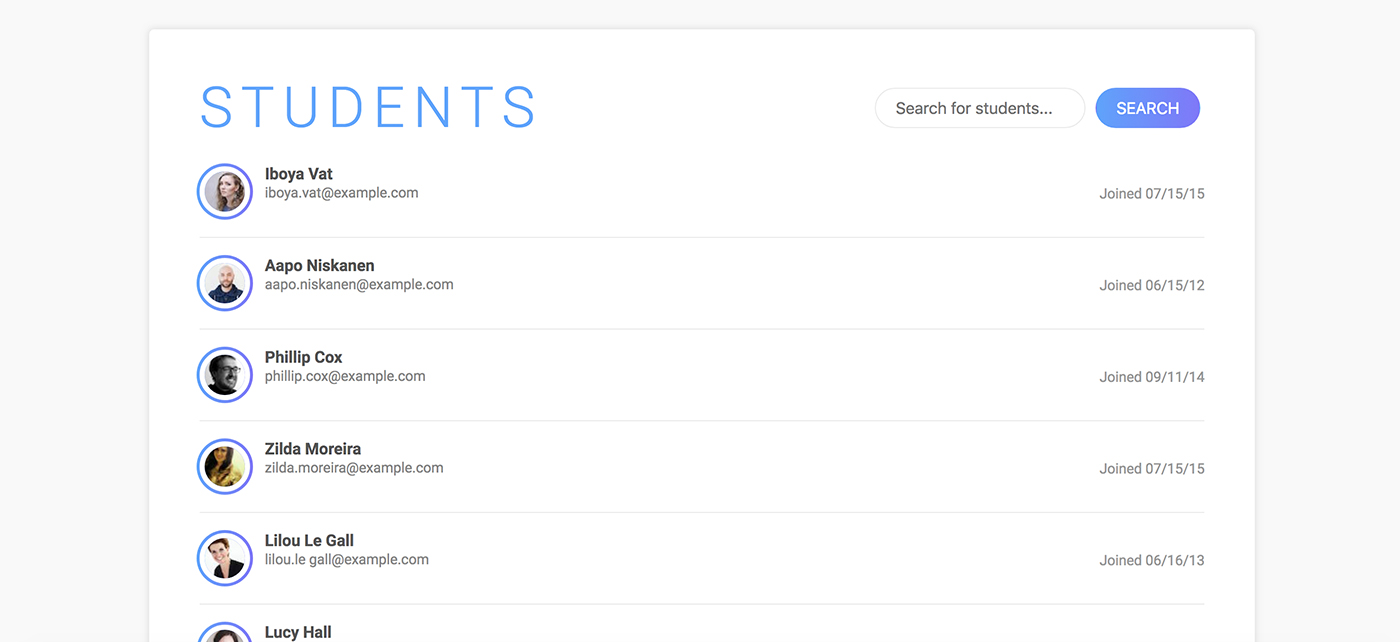 STUDENTS
Search for students...
SEARCH
Iboya Vat
iboya.vat@example.com
Joined 07/15/15
Aapo Niskanen
aapo.niskanen@example.com
Joined 06/15/12
Phillip Cox
phillip.cox@example.com
Joined 09/11/14
Zilda Moreira
zilda.moreira@example.com
Joined 07/15/15
Lilou Le Gall
lilou.le gall@example.com
Joined 06/16/13
Lucy Hall